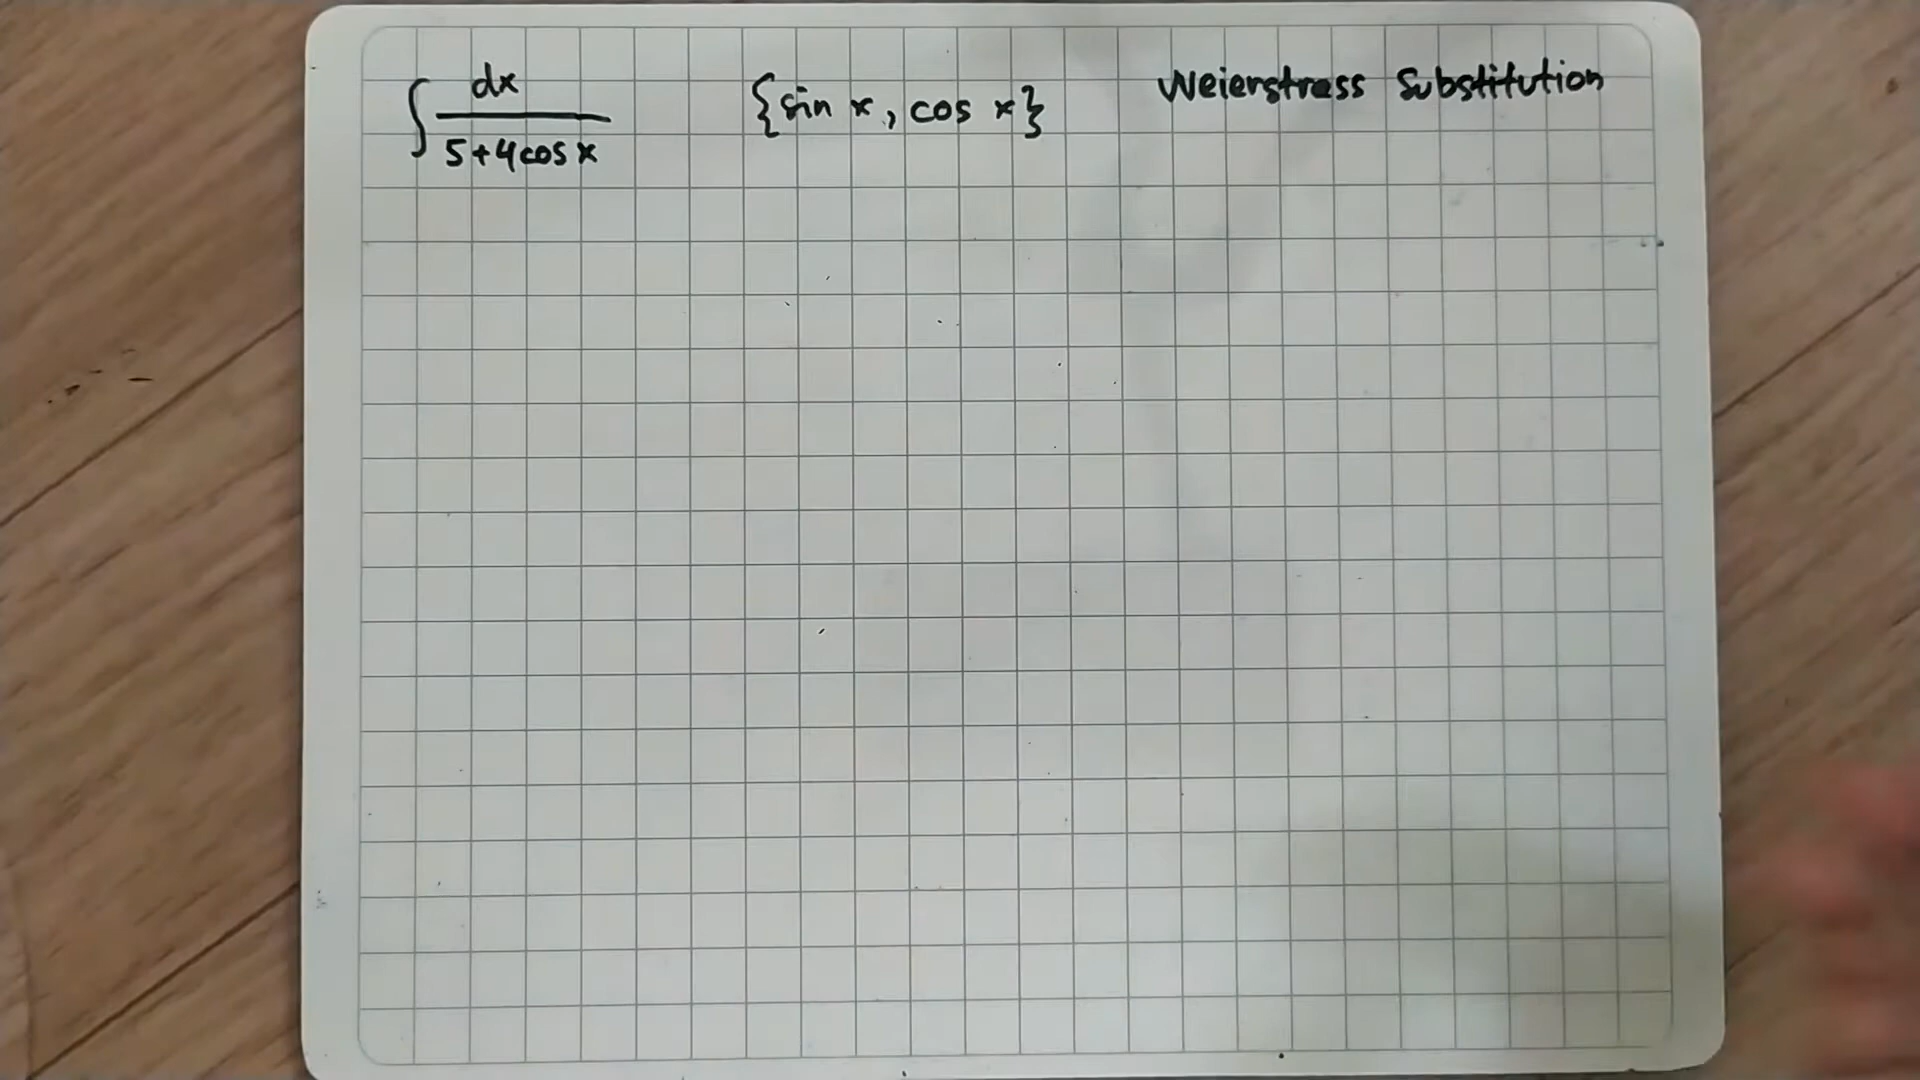 ∫ dx / 5+4cos x
{sin x, cos x}
Weierstrass Substitution